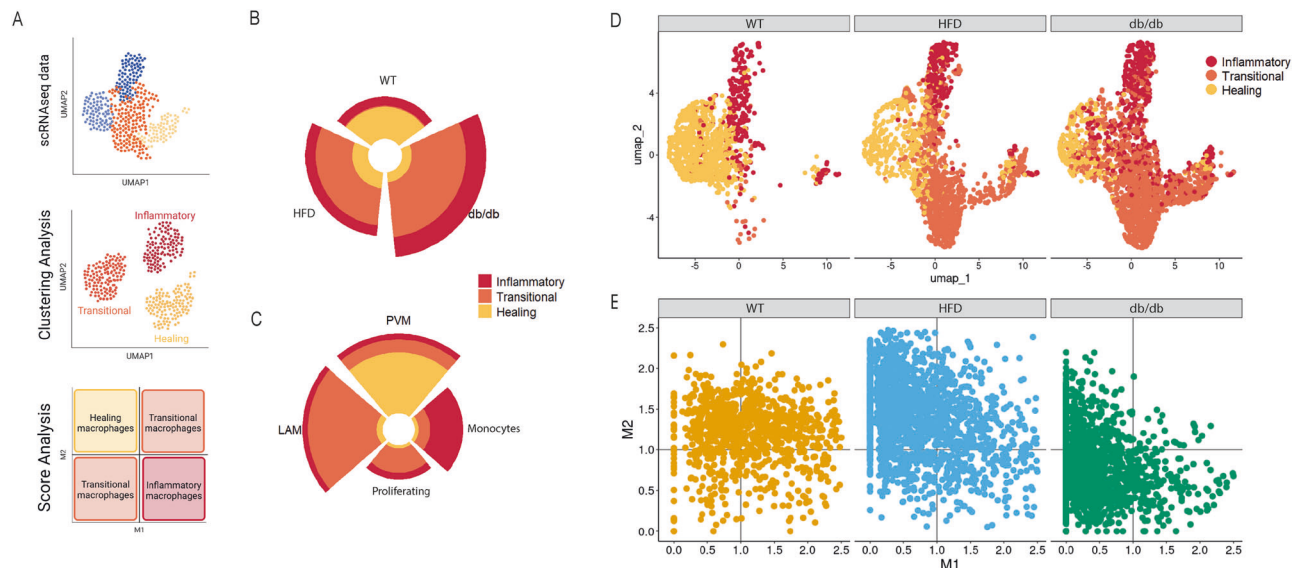 A
scRNAseq data
UMAP2
UMAP1
Clustering Analysis
UMAP2
Inflammatory
Transitional
Healing
UMAP1
Score Analysis
M2
Healing
macrophages
Transitional
macrophages
Transitional
macrophages
Inflammatory
macrophages
M1
B
WT
HFD
db/db
Inflammatory
Transitional
Healing
C
PVM
LAM
Monocytes
Proliferating
D
WT
HFD
db/db
Inflammatory
Transitional
Healing
umap_2
4
0
-4
-5
0
5
10
-5
0
5
10
-5
0
5
10
umap_1
E
WT
HFD
db/db
M2
2.5
2.0
1.5
1.0
0.5
0.0
0.0
0.5
1.0
1.5
2.0
2.5
0.0
0.5
1.0
1.5
2.0
2.5
0.0
0.5
1.0
1.5
2.0
2.5
M1